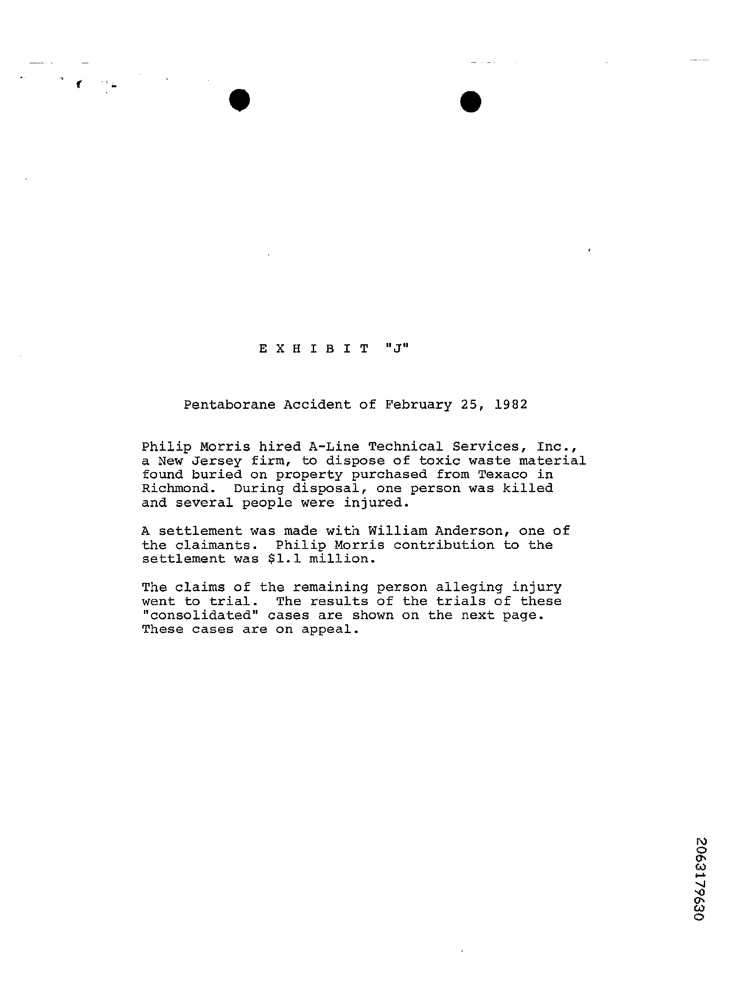 E X H I B I T "J"
Pentaborane Accident of February 25, 1982
Philip Morris hired A-Line Technical Services, Inc.,
a New Jersey firm, to dispose of toxic waste material
found buried on property purchased from Texaco in
Richmond. During disposal, one person was killed
and several people were injured.
A settlement was made with William Anderson, one of
the claimants. Philip Morris contribution to the
settlement was $1.1 million.
The claims of the remaining person alleging injury
went to trial. The results of the trials of these
"consolidated" cases are shown on the next page.
These cases are on appeal.
2063179630